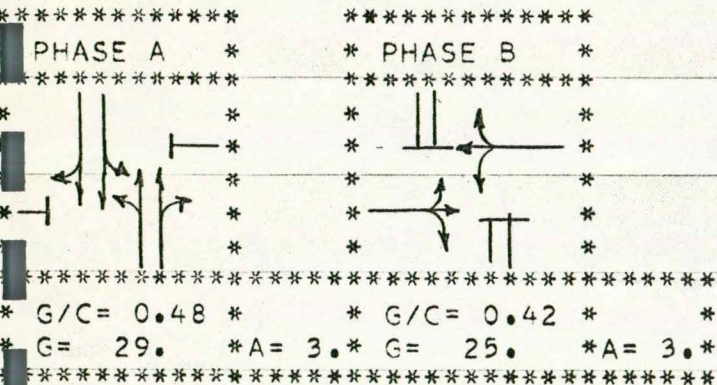 * * * * * * * * * * * * * * * * * * * * * * * * *
PHASE A * * PHASE B *
* * * * * * * * * * * * * * * * * * * * * * * * *
* G/C= 0.48 * * G/C= 0.42 * *
* G= 29. *A= 3.* G= 25. *A= 3.*